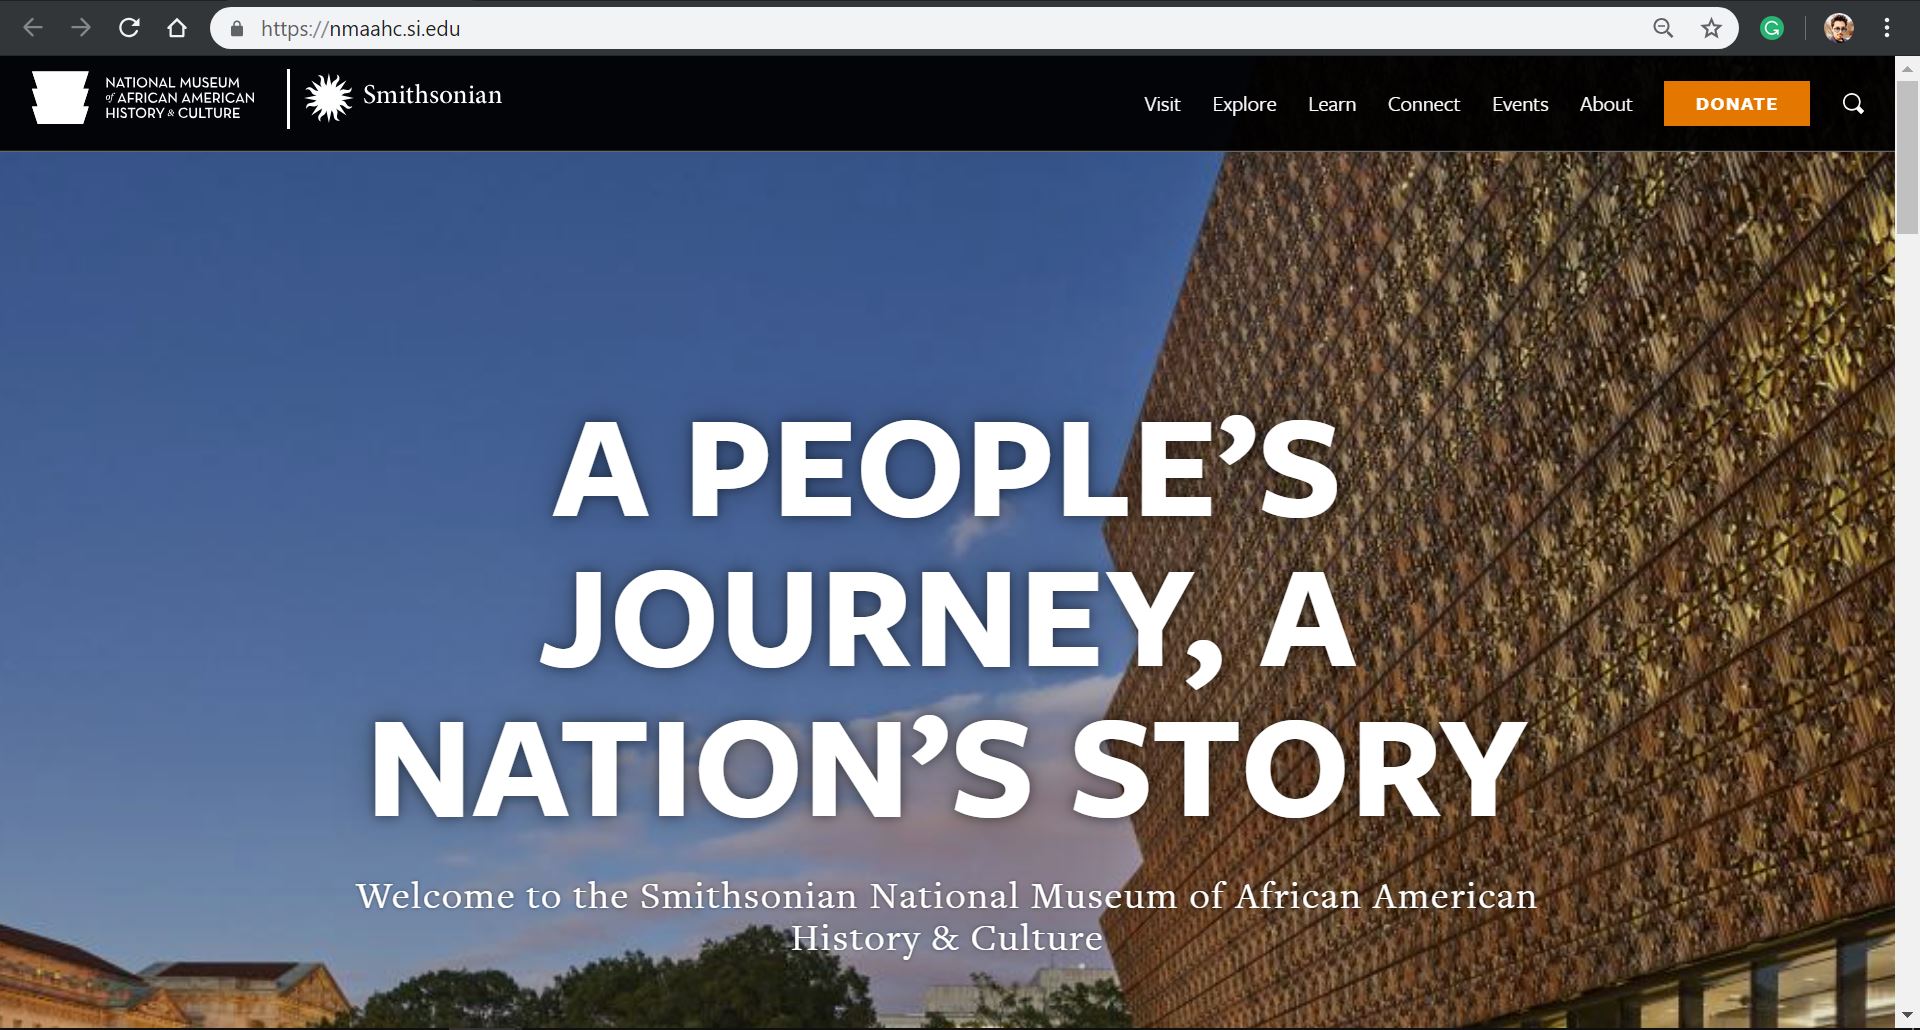 https://nmaahc.si.edu
NATIONAL MUSEUM
of AFRICAN AMERICAN
HISTORY & CULTURE
Smithsonian
Visit Explore Learn Connect Events About DONATE
A PEOPLE’S
JOURNEY, A
NATION’S STORY
Welcome to the Smithsonian National Museum of African American
History & Culture